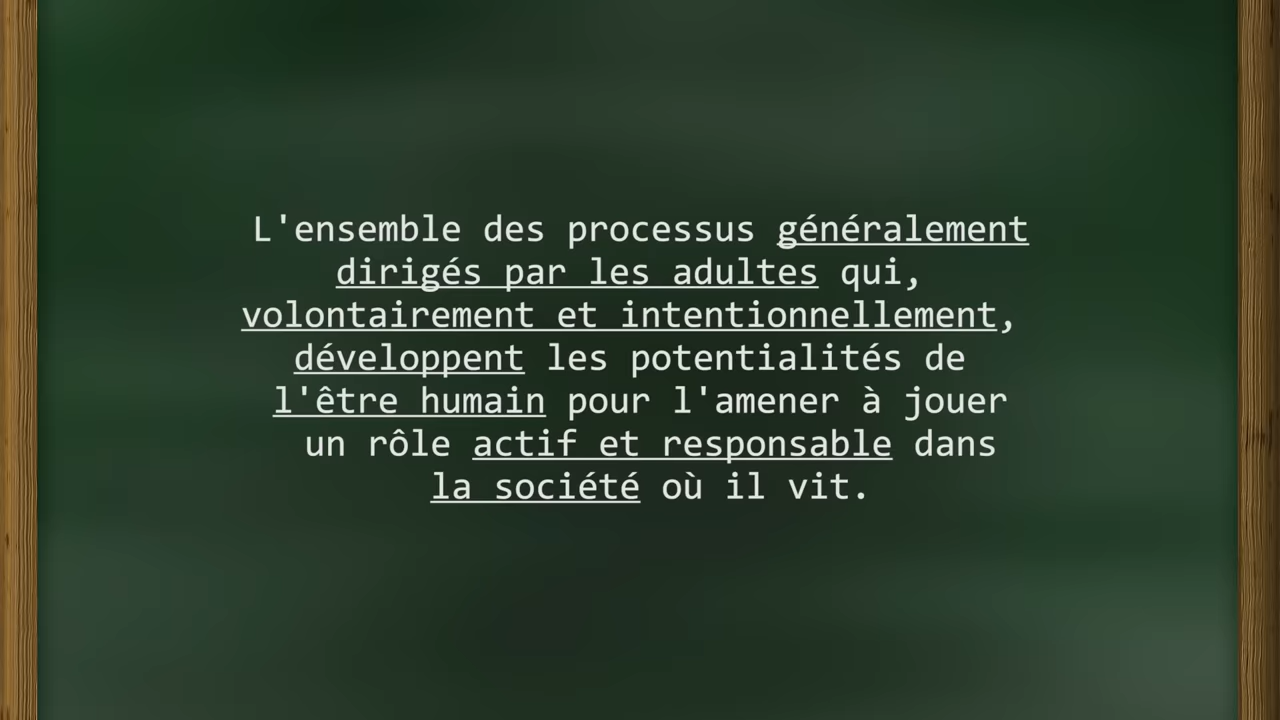 L'ensemble des processus généralement
dirigés par les adultes qui,
volontairement et intentionnellement,
développent les potentialités de
l'être humain pour l'amener à jouer
un rôle actif et responsable dans
la société où il vit.